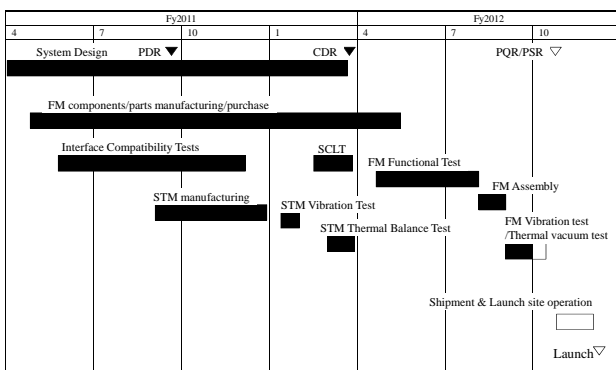 Fy2011 Fy2012
4 7 10 1 4 7 10
System Design PDR CDR PQR/PSR
FM components/parts manufacturing/purchase
Interface Compatibility Tests SCLT
FM Functional Test
STM manufacturing FM Assembly
STM Vibration Test FM Vibration test
STM Thermal Balance Test /Thermal vacuum test
Shipment & Launch site operation
Launch